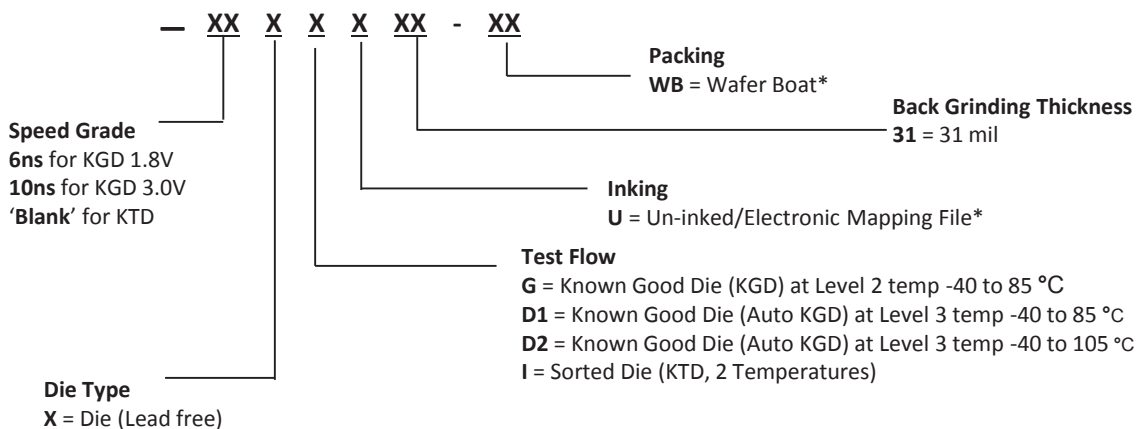 — XX X X X XX - XX
Packing
WB = Wafer Boat*
Back Grinding Thickness
31 = 31 mil
Speed Grade
6ns for KGD 1.8V
10ns for KGD 3.0V
‘Blank’ for KTD
Inking
U = Un-inked/Electronic Mapping File*
Test Flow
G = Known Good Die (KGD) at Level 2 temp -40 to 85 °C
D1 = Known Good Die (Auto KGD) at Level 3 temp -40 to 85 °C
D2 = Known Good Die (Auto KGD) at Level 3 temp -40 to 105 °C
I = Sorted Die (KTD, 2 Temperatures)
Die Type
X = Die (Lead free)